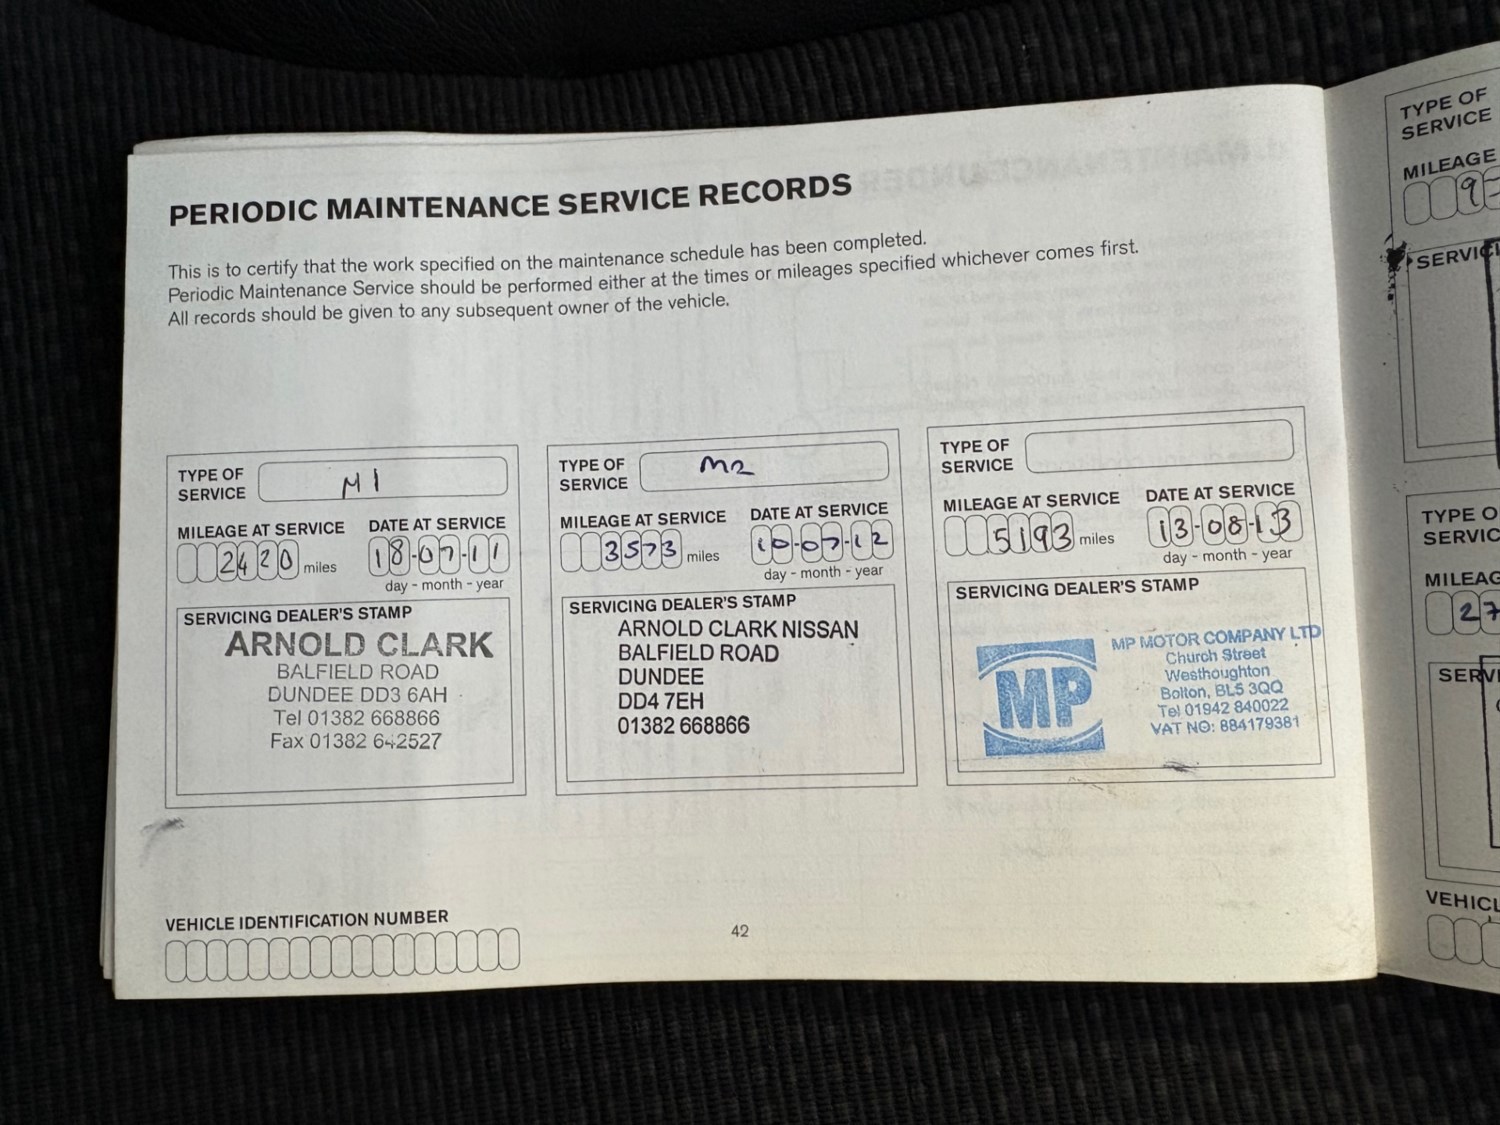 PERIODIC MAINTENANCE SERVICE RECORDS
This is to certify that the work specified on the maintenance schedule has been completed.
Periodic Maintenance Service should be performed either at the times or mileages specified whichever comes first.
All records should be given to any subsequent owner of the vehicle.
TYPE OF
SERVICE
M1
MILEAGE AT SERVICE
2420 miles
DATE AT SERVICE
18-07-11
day - month - year
SERVICING DEALER'S STAMP
ARNOLD CLARK
BALFIELD ROAD
DUNDEE DD3 6AH
Tel 01382 668866
Fax 01382 642527
TYPE OF
SERVICE
M2
MILEAGE AT SERVICE
3573 miles
DATE AT SERVICE
10-07-12
day - month - year
SERVICING DEALER'S STAMP
ARNOLD CLARK NISSAN
BALFIELD ROAD
DUNDEE
DD4 7EH
01382 668866
TYPE OF
SERVICE
MILEAGE AT SERVICE
5193 miles
DATE AT SERVICE
13-08-13
day - month - year
SERVICING DEALER'S STAMP
MP
MP MOTOR COMPANY LTD
Church Street
Westhoughton
Bolton, BL5 3QQ
Tel 01942 840022
VAT NO: 884179381
VEHICLE IDENTIFICATION NUMBER
42
TYPE OF
SERVICE
MILEAGE
9
TYPE O
SERVIC
27